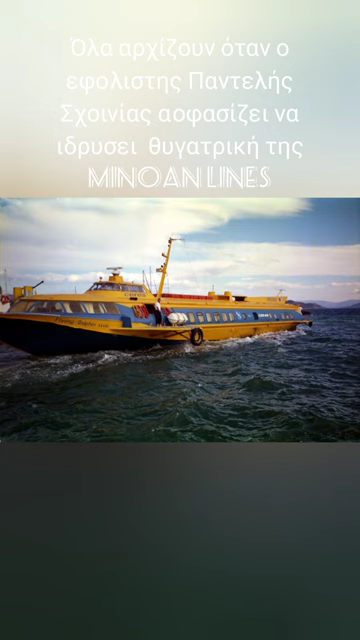 Όλα αρχίζουν όταν ο
εφολιστης Παντελής
Σχοινίας αοφασίζει να
ιδρυσει θυγατρική της
MINOAN LINES